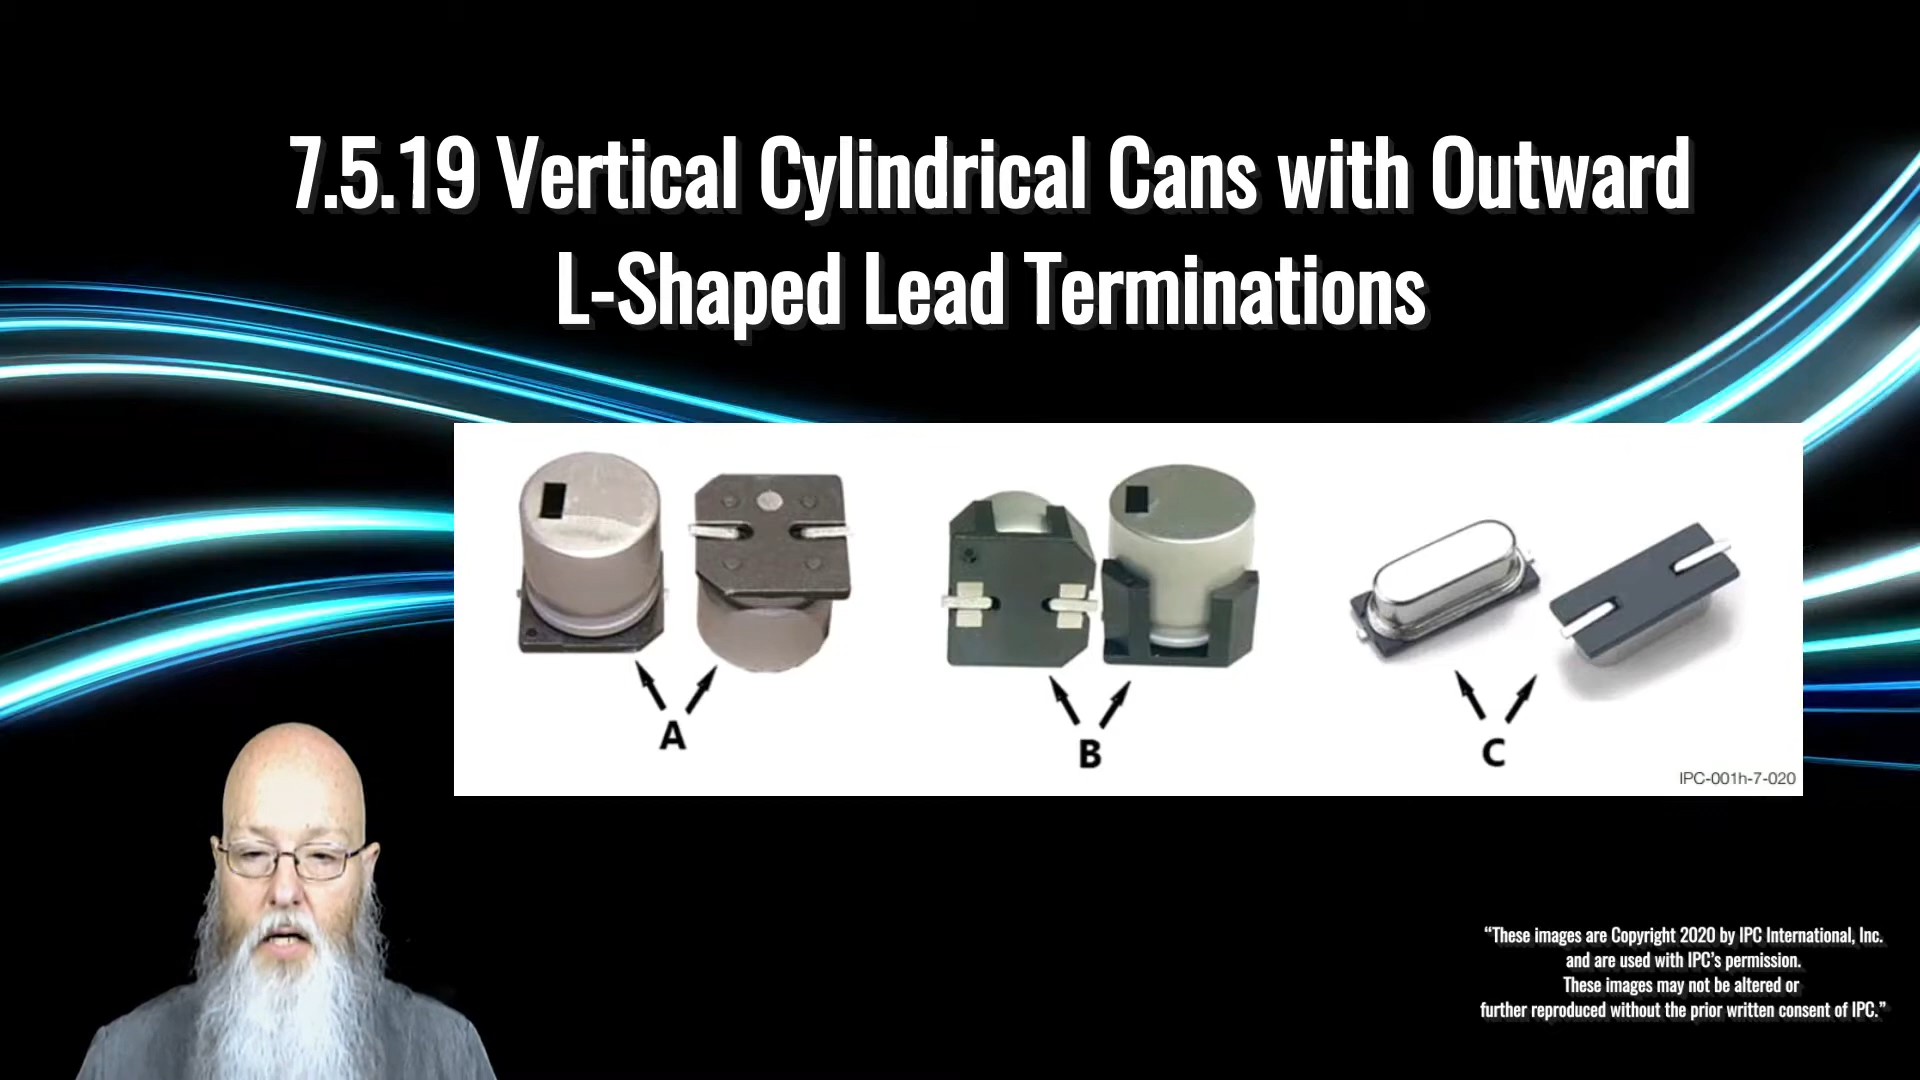 7.5.19 Vertical Cylindrical Cans with Outward
L-Shaped Lead Terminations
A
B
C
IPC-001h-7-020
“These images are Copyright 2020 by IPC International, Inc.
and are used with IPC’s permission.
These images may not be altered or
further reproduced without the prior written consent of IPC.”